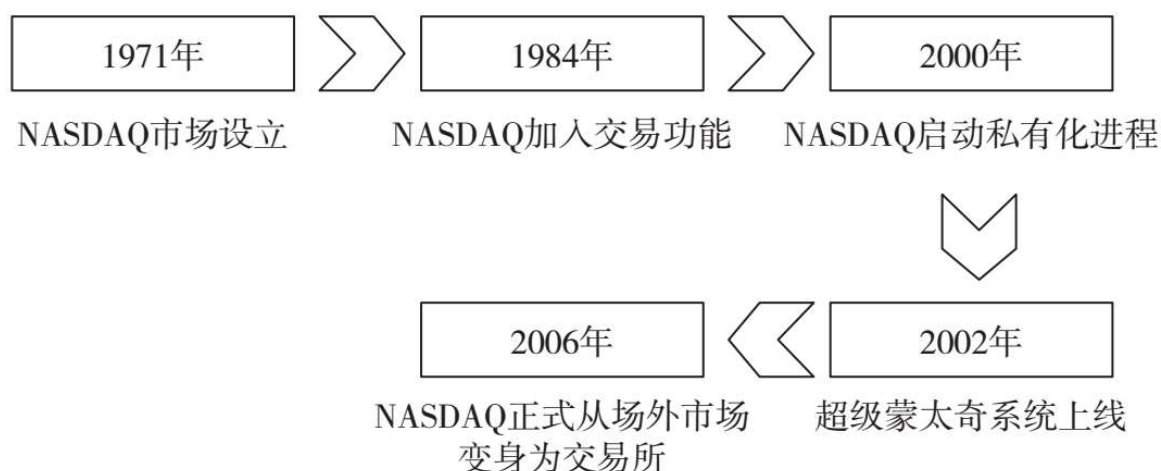 1971年
1984年
2000年
NASDAQ市场设立
NASDAQ加入交易功能
NASDAQ启动私有化进程
2002年
超级蒙太奇系统上线
2006年
NASDAQ正式从场外市场
变身为交易所